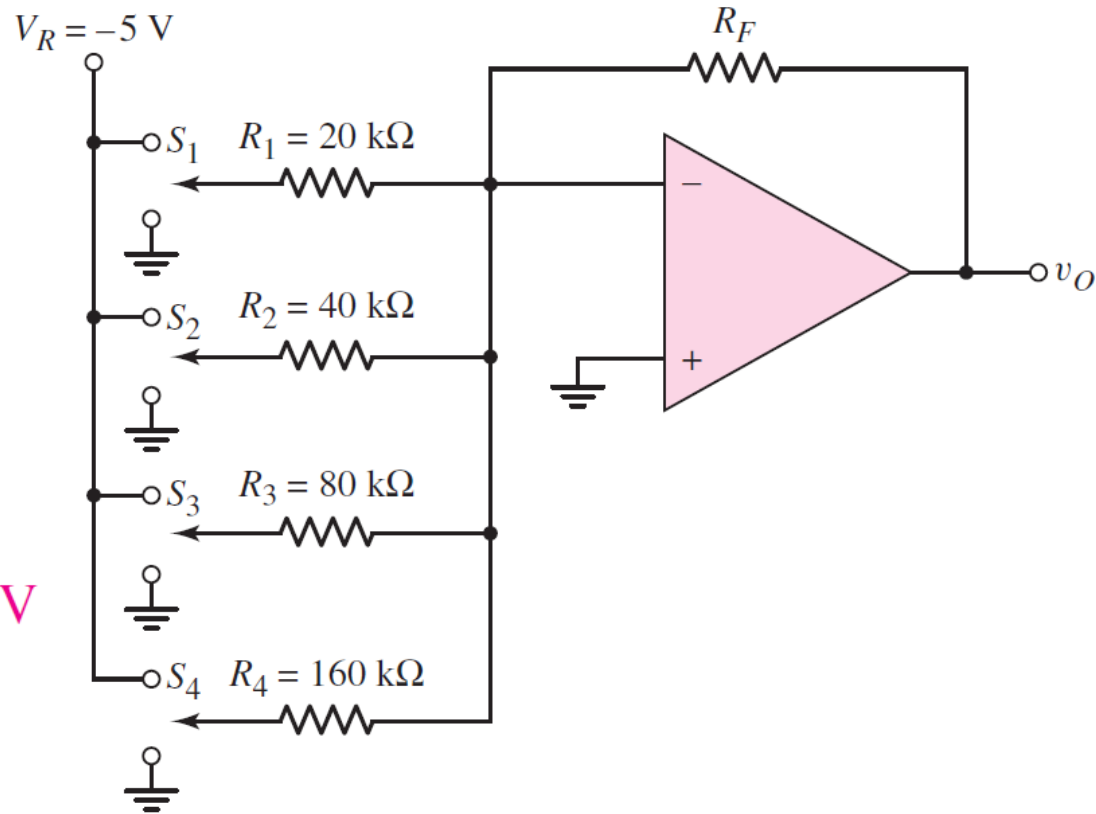 V_R = −5 V
R_F
S_1 R_1 = 20 kΩ
−
v_O
S_2 R_2 = 40 kΩ
+
S_3 R_3 = 80 kΩ
V
S_4 R_4 = 160 kΩ